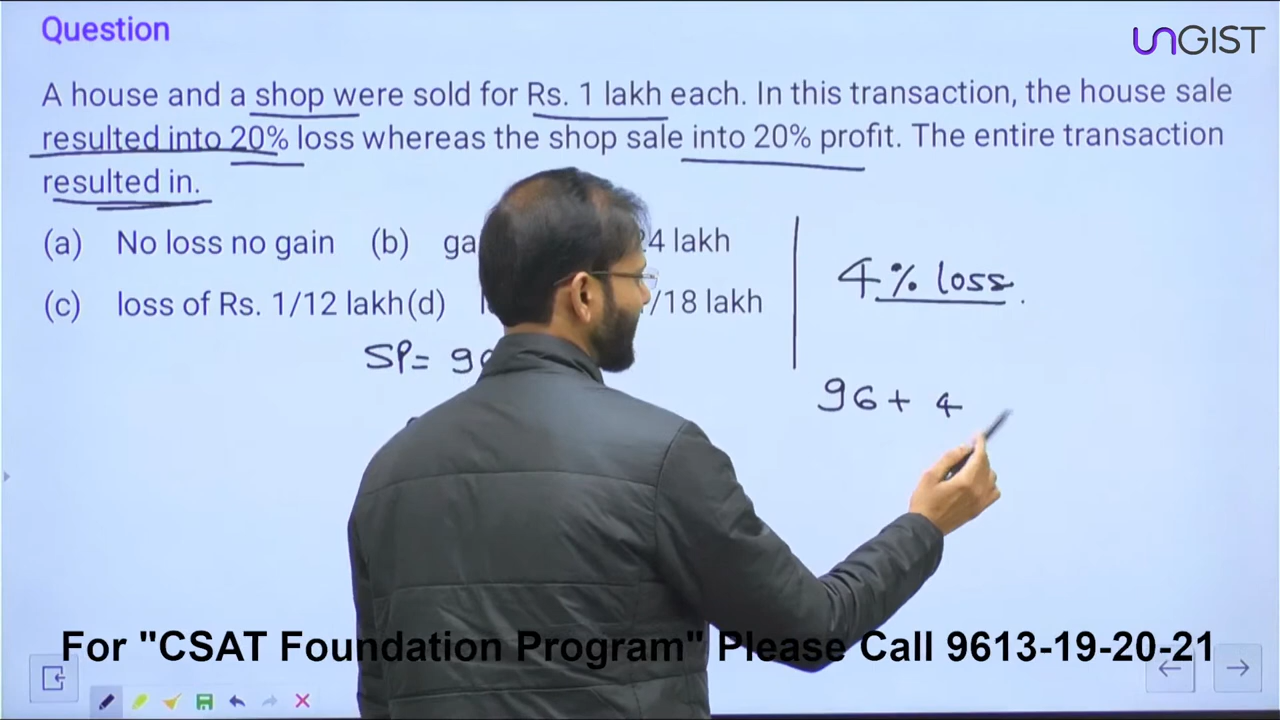 Question
UNGIST
A house and a shop were sold for Rs. 1 lakh each. In this transaction, the house sale
resulted into 20% loss whereas the shop sale into 20% profit. The entire transaction
resulted in.
(a) No loss no gain (b) 24 lakh
(c) loss of Rs. 1/12 lakh(d) /18 lakh
4% loss.
SP=
96+ 4
For "CSAT Foundation Program" Please Call 9613-19-20-21